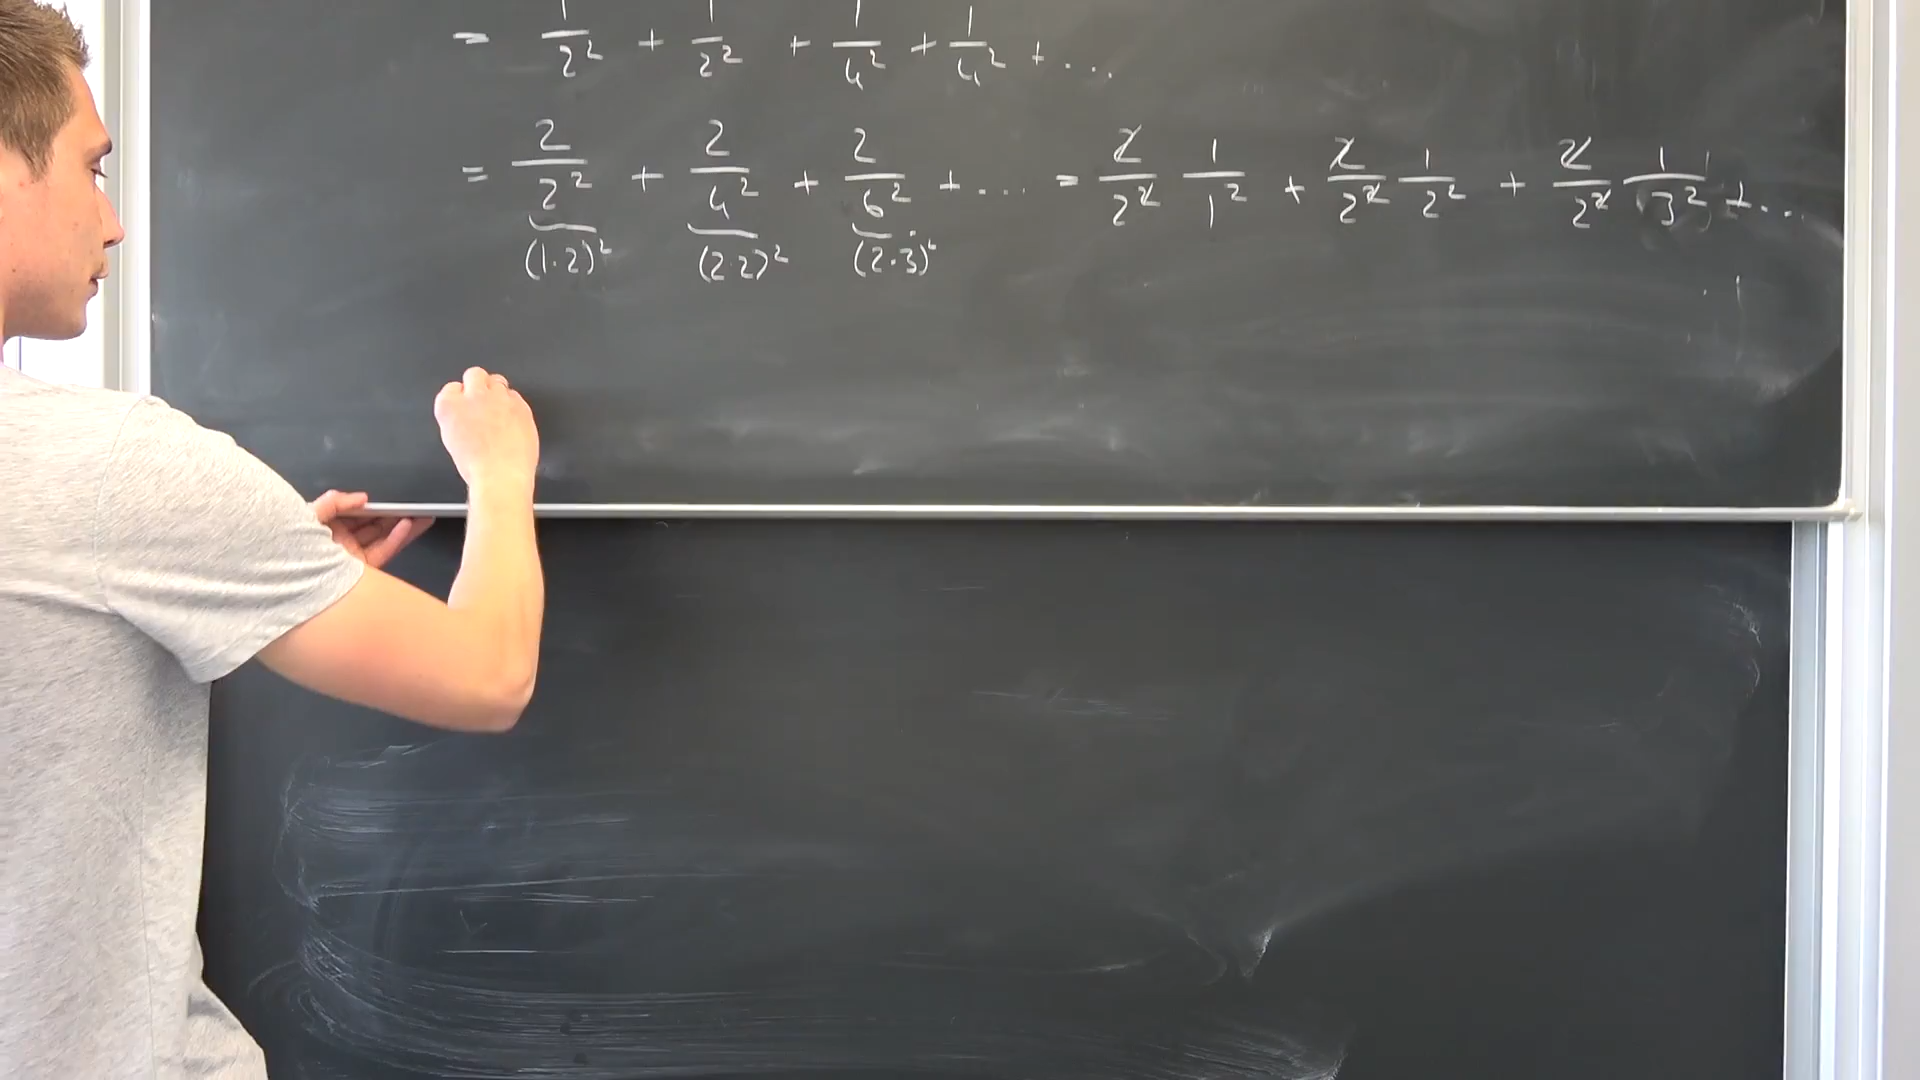 = 1/2² + 1/2² + 1/4² + 1/4² + ...
= 2/2² + 2/4² + 2/6² + ... = 2/2² 1/1² + 2/2² 1/2² + 2/2² 1/3² + ...
(1·2)² (2·2)² (2·3)²